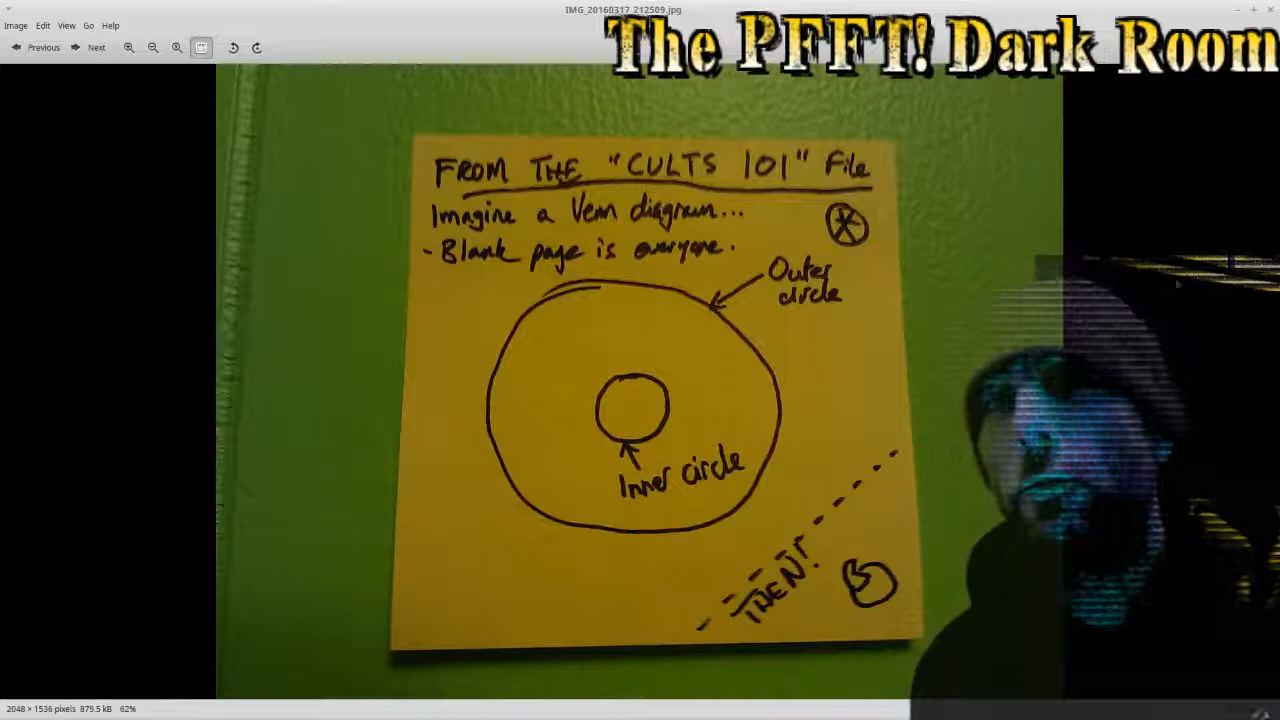 IMG_20160317_212509.jpg
Image Edit View Go Help
Previous Next
The PFFT! Dark Room
FROM THE "CULTS 101" File
Imagine a Venn diagram...
- Blank page is everyone.
Outer
circle
Inner circle
THEN!
2048 × 1536 pixels 879.5 kB 62%